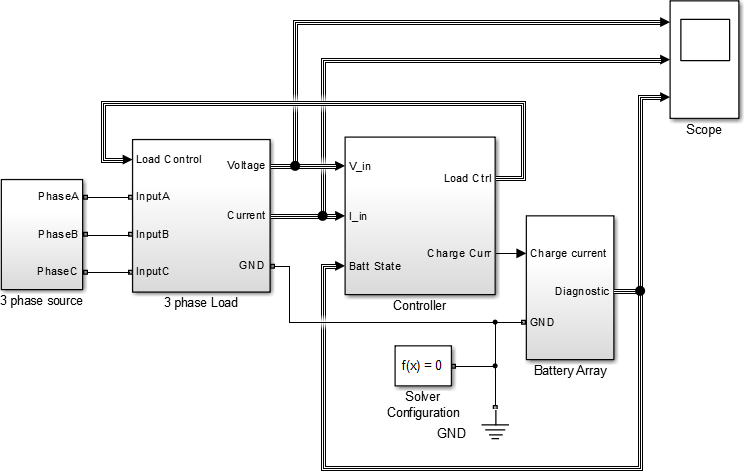 Scope
Load Control
Voltage
V_in
Load Ctrl
PhaseA
InputA
Current
I_in
PhaseB
InputB
Charge Curr
Charge current
PhaseC
InputC
GND
Batt State
Diagnostic
3 phase source
3 phase Load
Controller
GND
f(x) = 0
Battery Array
Solver
Configuration
GND